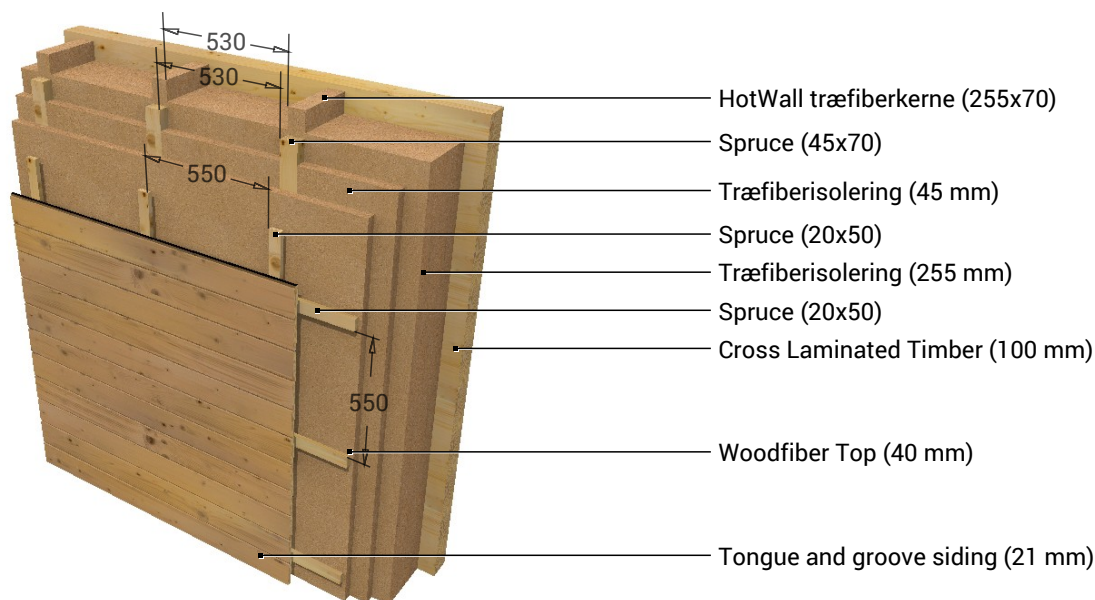 530
530
550
550
HotWall træfiberkerne (255x70)
Spruce (45x70)
Træfiberisolering (45 mm)
Spruce (20x50)
Træfiberisolering (255 mm)
Spruce (20x50)
Cross Laminated Timber (100 mm)
Woodfiber Top (40 mm)
Tongue and groove siding (21 mm)